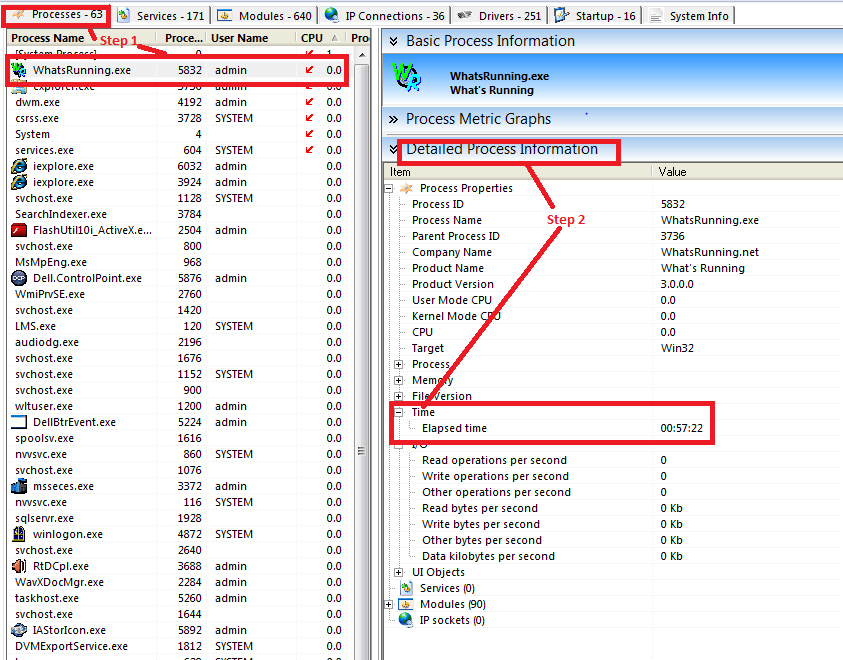 Processes - 63 Services - 171 Modules - 640 IP Connections - 36 Drivers - 251 Startup - 16 System Info
Process Name Proce... User Name CPU Pro
Step 1
[System Process] 0 1
WhatsRunning.exe 5832 admin 0.0
explorer.exe 3736 admin 0.0
dwm.exe 4192 admin 0.0
csrss.exe 3728 SYSTEM 0.0
System 4 0.0
services.exe 604 SYSTEM 0.0
iexplore.exe 6032 admin 0.0
iexplore.exe 3924 admin 0.0
svchost.exe 1128 SYSTEM 0.0
SearchIndexer.exe 3784 0.0
FlashUtil10i_ActiveX.e... 2504 admin 0.0
svchost.exe 800 0.0
MsMpEng.exe 968 0.0
Dell.ControlPoint.exe 5876 admin 0.0
WmiPrvSE.exe 2760 0.0
svchost.exe 1420 0.0
LMS.exe 120 SYSTEM 0.0
audiodg.exe 2196 0.0
svchost.exe 1676 0.0
svchost.exe 1152 SYSTEM 0.0
svchost.exe 900 0.0
wltuser.exe 1200 admin 0.0
DellBtrEvent.exe 5224 admin 0.0
spoolsv.exe 1616 0.0
nvvsvc.exe 860 SYSTEM 0.0
svchost.exe 1076 0.0
msseces.exe 3372 admin 0.0
nvvsvc.exe 116 SYSTEM 0.0
sqlservr.exe 1928 0.0
winlogon.exe 4872 SYSTEM 0.0
svchost.exe 2640 0.0
RtDCpl.exe 3688 admin 0.0
WavXDocMgr.exe 2284 admin 0.0
taskhost.exe 5260 admin 0.0
svchost.exe 1644 0.0
IAStorIcon.exe 5892 admin 0.0
DVMExportService.exe 1812 SYSTEM 0.0
Basic Process Information
WhatsRunning.exe
What's Running
Process Metric Graphs
Detailed Process Information
Item Value
Process Properties
Process ID 5832
Process Name WhatsRunning.exe
Step 2
Parent Process ID 3736
Company Name WhatsRunning.net
Product Name What's Running
Product Version 3.0.0.0
User Mode CPU 0.0
Kernel Mode CPU 0.0
CPU 0.0
Target Win32
Process
Memory
File Version
Time
Elapsed time 00:57:22
I/O
Read operations per second 0
Write operations per second 0
Other operations per second 0
Read bytes per second 0 Kb
Write bytes per second 0 Kb
Other bytes per second 0 Kb
Data kilobytes per second 0 Kb
UI Objects
Services (0)
Modules (90)
IP sockets (0)